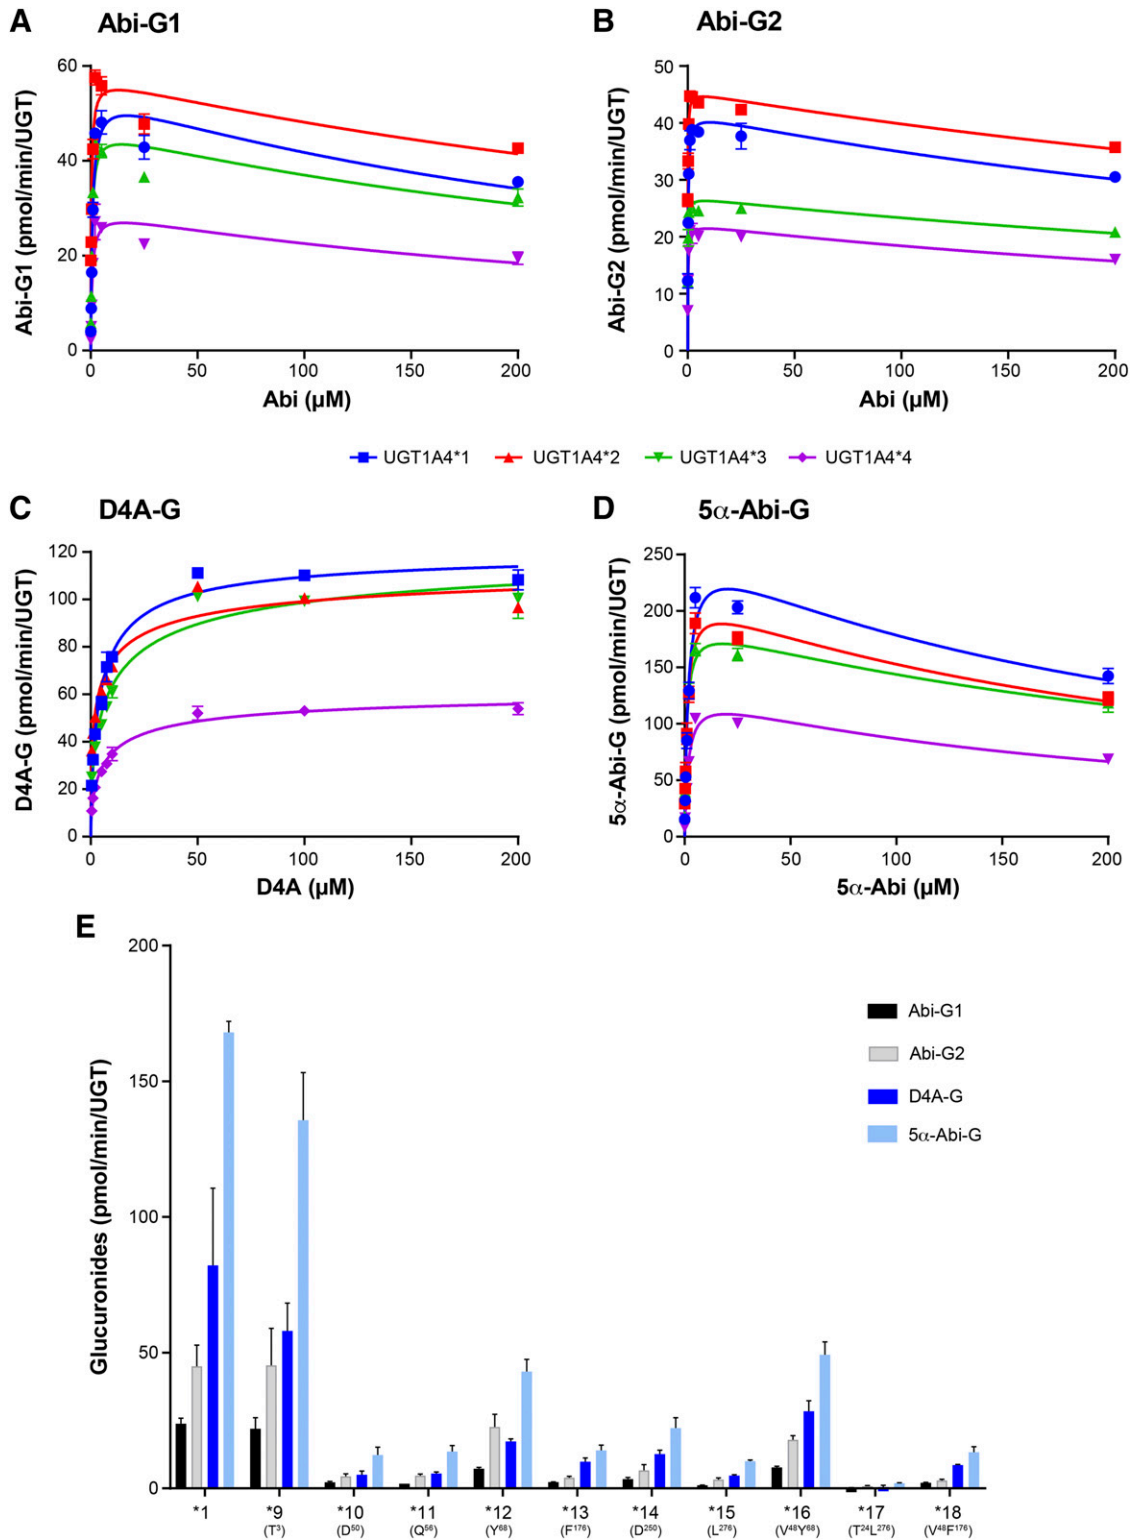 A Abi-G1
B Abi-G2
Abi-G1 (pmol/min/UGT)
60
40
20
0
0 50 100 150 200
Abi (µM)
Abi-G2 (pmol/min/UGT)
50
40
30
20
10
0
0 50 100 150 200
Abi (µM)
UGT1A4*1 UGT1A4*2 UGT1A4*3 UGT1A4*4
C D4A-G
D 5α-Abi-G
D4A-G (pmol/min/UGT)
120
100
80
60
40
20
0
0 50 100 150 200
D4A (µM)
5α-Abi-G (pmol/min/UGT)
250
200
150
100
50
0
0 50 100 150 200
5α-Abi (µM)
E
Glucuronides (pmol/min/UGT)
200
150
100
50
0
Abi-G1
Abi-G2
D4A-G
5α-Abi-G
*1 *9 *10 *11 *12 *13 *14 *15 *16 *17 *18
(T³) (D⁵⁰) (Q⁵⁶) (Y⁶⁸) (F¹⁷⁶) (D²⁵⁰) (L²⁷⁶) (V⁴⁸Y⁶⁸) (T²⁴L²⁷⁶) (V⁴⁸F¹⁷⁶)